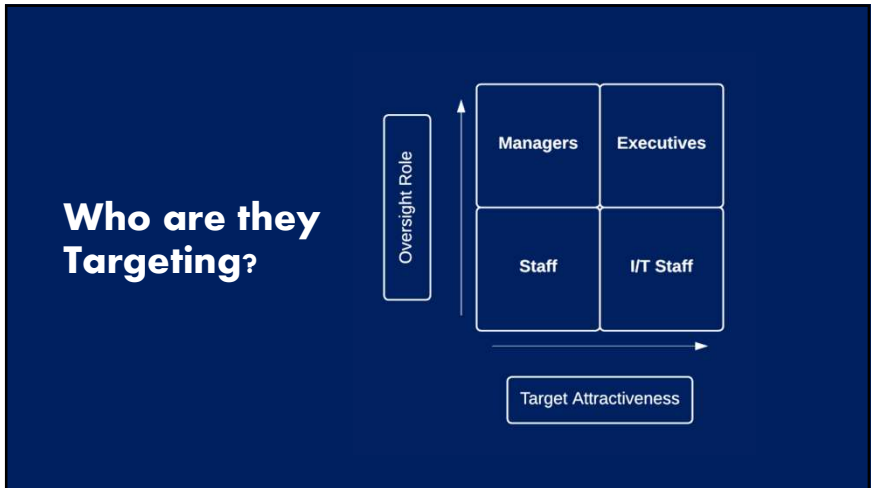 Who are they
Targeting?
Oversight Role
Managers
Executives
Staff
I/T Staff
Target Attractiveness